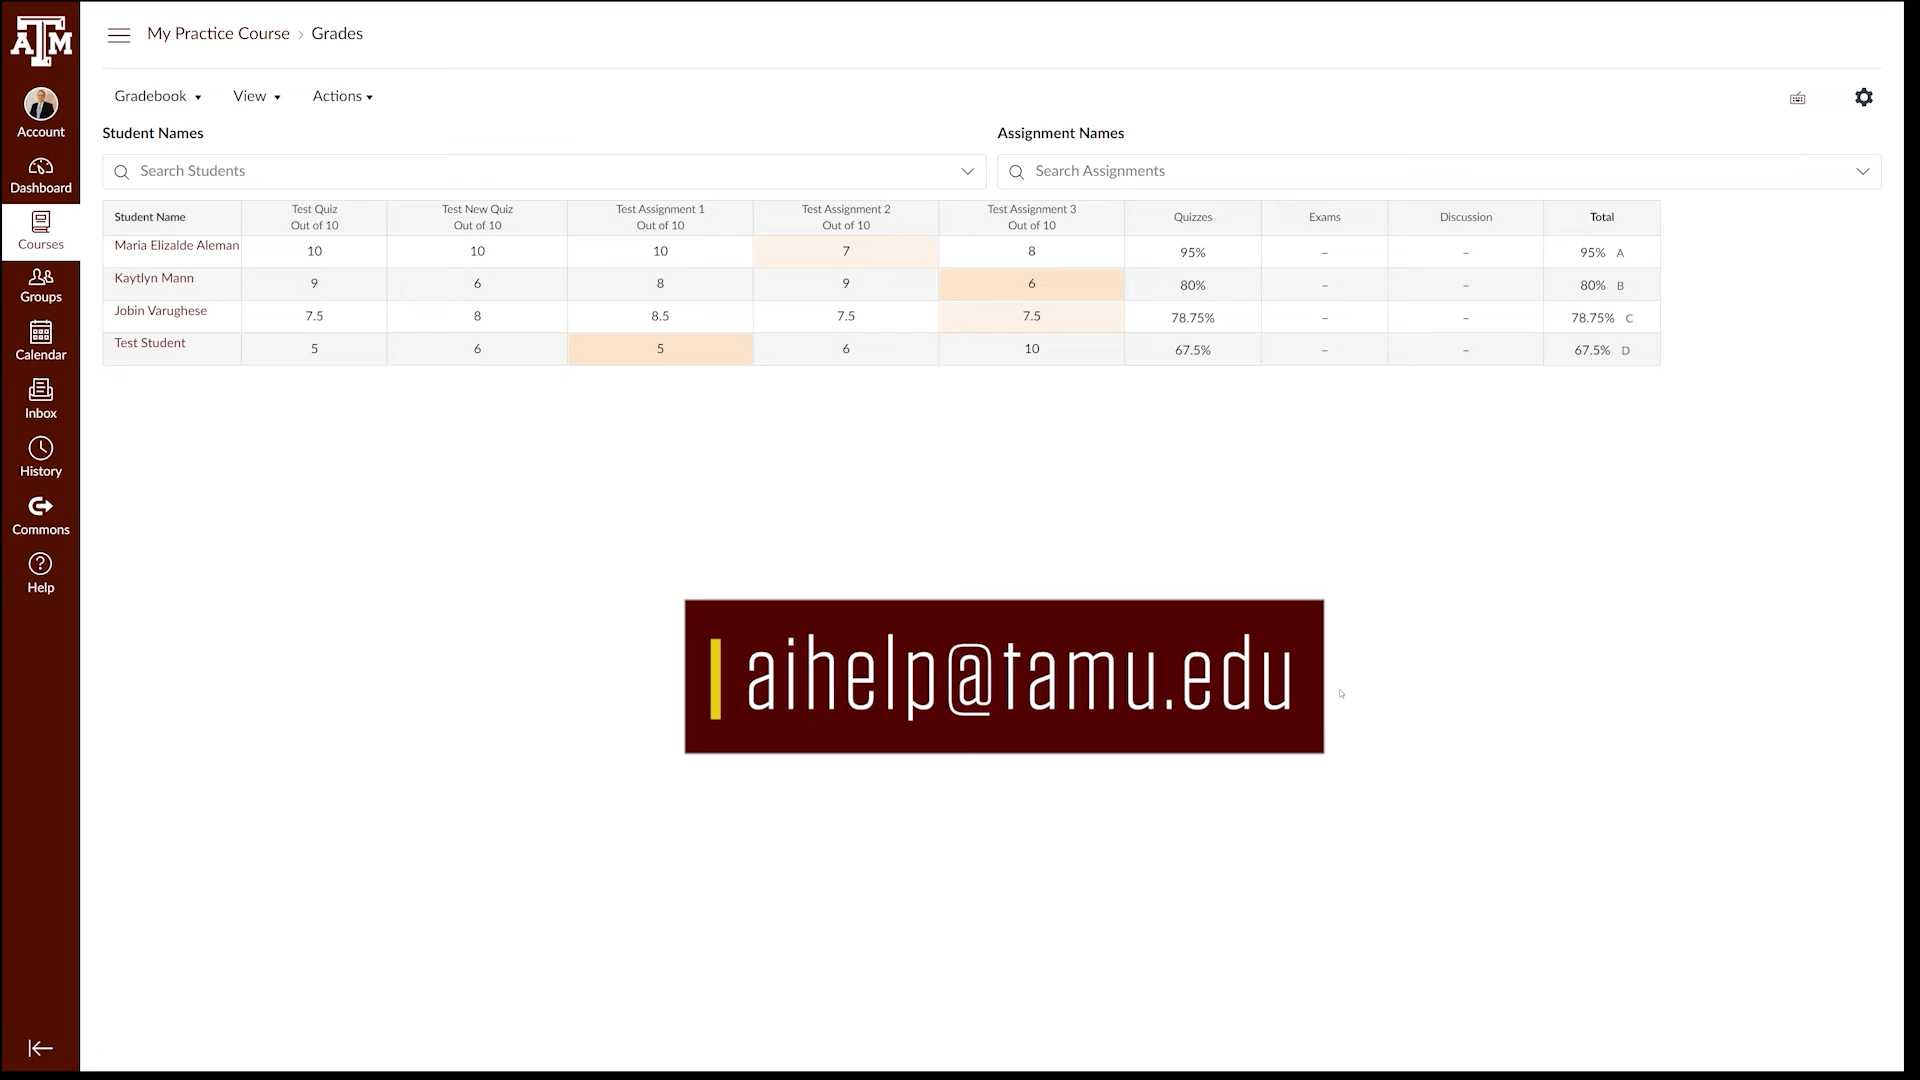 ATM
My Practice Course › Grades
Gradebook View Actions
Student Names Assignment Names
Search Students Search Assignments
Student Name Test Quiz Out of 10 Test New Quiz Out of 10 Test Assignment 1 Out of 10 Test Assignment 2 Out of 10 Test Assignment 3 Out of 10 Quizzes Exams Discussion Total
Maria Elizalde Aleman 10 10 10 7 8 95% – – 95% A
Kaytlyn Mann 9 6 8 9 6 80% – – 80% B
Jobin Varughese 7.5 8 8.5 7.5 7.5 78.75% – – 78.75% C
Test Student 5 6 5 6 10 67.5% – – 67.5% D
Account
Dashboard
Courses
Groups
Calendar
Inbox
History
Commons
Help
aihelp@tamu.edu